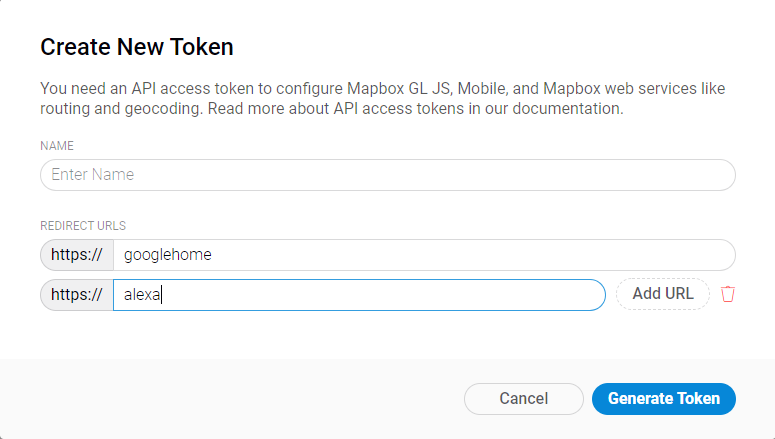 Create New Token
You need an API access token to configure Mapbox GL JS, Mobile, and Mapbox web services like
routing and geocoding. Read more about API access tokens in our documentation.
NAME
Enter Name
REDIRECT URLS
https:// googlehome
https:// alexa Add URL
Cancel Generate Token